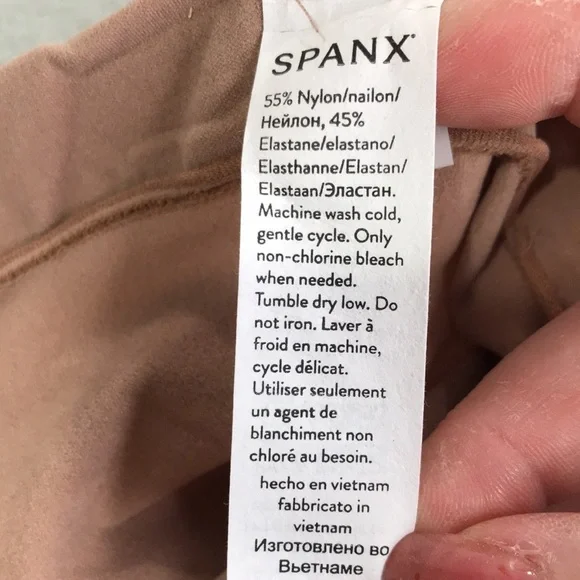 SPANX
55% Nylon/nailon/
Нейлон, 45%
Elastane/elastano/
Elasthanne/Elastan/
Elastaan/Эластан.
Machine wash cold,
gentle cycle. Only
non-chlorine bleach
when needed.
Tumble dry low. Do
not iron. Laver à
froid en machine,
cycle délicat.
Utiliser seulement
un agent de
blanchiment non
chloré au besoin.
hecho en vietnam
fabbricato in
vietnam
Изготовлено во
Вьетнаме